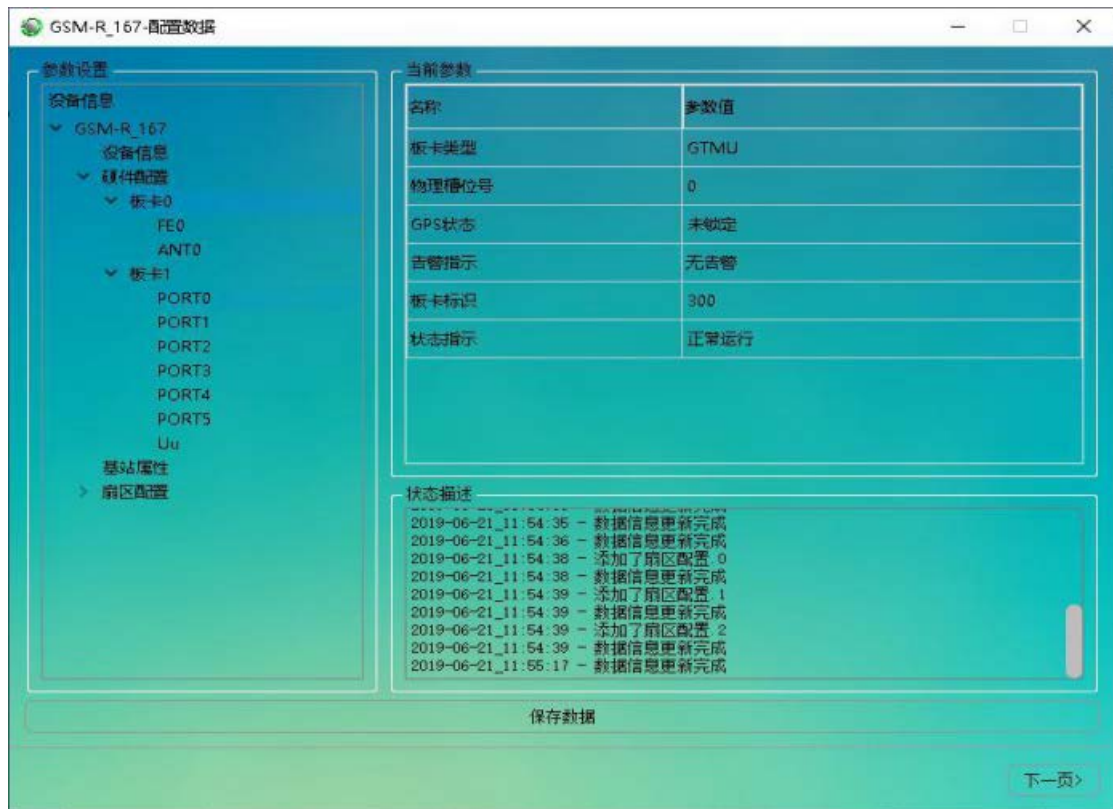 GSM-R_167-配置数据
参数设置
设备信息
GSM-R_167
设备信息
硬件配置
板卡0
FE0
ANT0
板卡1
PORT0
PORT1
PORT2
PORT3
PORT4
PORT5
Uu
基站属性
扇区配置
当前参数
名称 参数值
板卡类型 GTMU
物理槽位号 0
GPS状态 未锁定
告警指示 无告警
板卡标识 300
状态指示 正常运行
状态描述
2019-06-21_11:54:35 - 数据信息更新完成
2019-06-21_11:54:36 - 数据信息更新完成
2019-06-21_11:54:38 - 添加了扇区配置.0
2019-06-21_11:54:38 - 数据信息更新完成
2019-06-21_11:54:39 - 添加了扇区配置.1
2019-06-21_11:54:39 - 数据信息更新完成
2019-06-21_11:54:39 - 添加了扇区配置.2
2019-06-21_11:54:39 - 数据信息更新完成
2019-06-21_11:55:17 - 数据信息更新完成
保存数据
下一页>